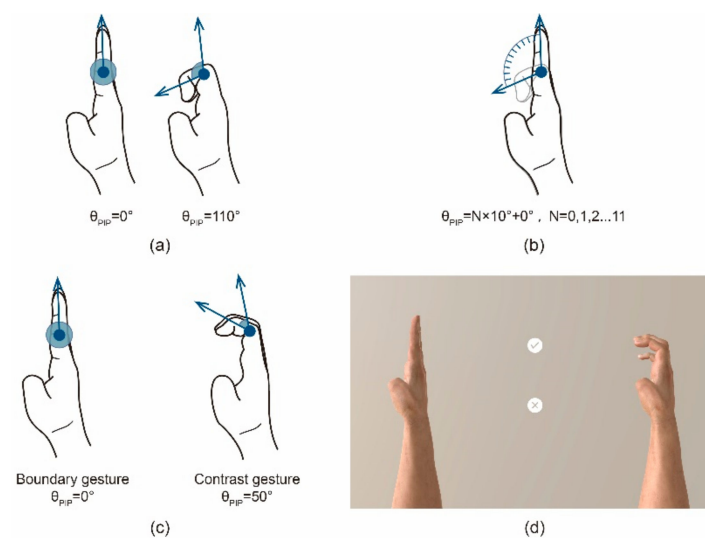 θPIP=0° θPIP=110°
(a)
θPIP=N×10°+0° , N=0,1,2...11
(b)
Boundary gesture
θPIP=0°
Contrast gesture
θPIP=50°
(c)
(d)